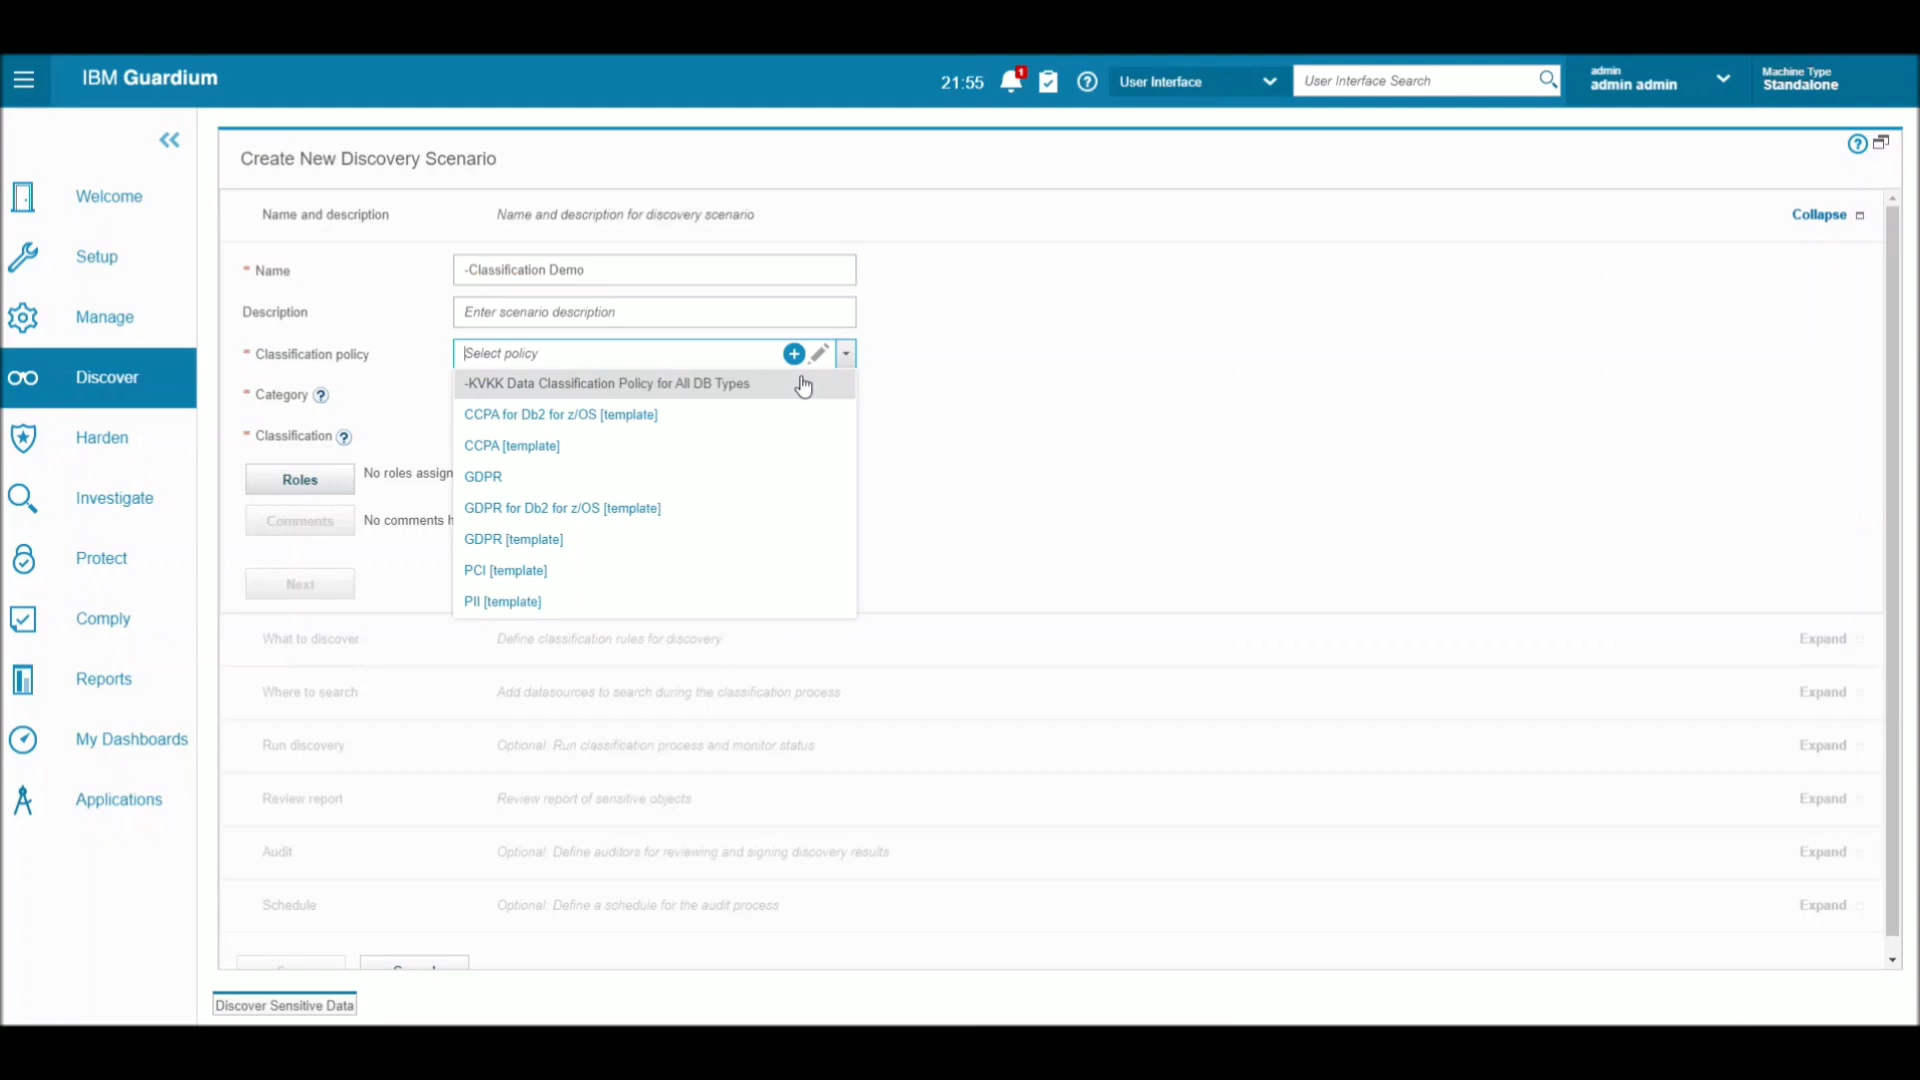 IBM Guardium
21:55
1
User Interface
User Interface Search
admin
admin admin
Machine Type
Standalone
Welcome
Setup
Manage
Discover
Harden
Investigate
Protect
Comply
Reports
My Dashboards
Applications
Create New Discovery Scenario
Name and description
Name and description for discovery scenario
Collapse
* Name
-Classification Demo
Description
Enter scenario description
* Classification policy
Select policy
* Category
* Classification
-KVKK Data Classification Policy for All DB Types
CCPA for Db2 for z/OS [template]
CCPA [template]
GDPR
GDPR for Db2 for z/OS [template]
GDPR [template]
PCI [template]
PII [template]
Roles
No roles assign
Comments
No comments h
Next
What to discover
Define classification rules for discovery
Expand
Where to search
Add datasources to search during the classification process
Expand
Run discovery
Optional: Run classification process and monitor status
Expand
Review report
Review report of sensitive objects
Expand
Audit
Optional: Define auditors for reviewing and signing discovery results
Expand
Schedule
Optional: Define a schedule for the audit process
Expand
Discover Sensitive Data